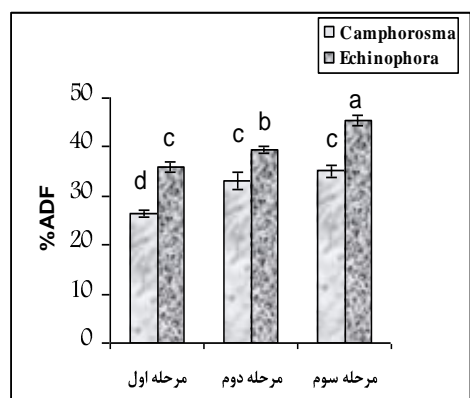 Camphorosma
Echinophora
50
40
30
20
10
0
%ADF
d
c
c
b
c
a
مرحله اول
مرحله دوم
مرحله سوم